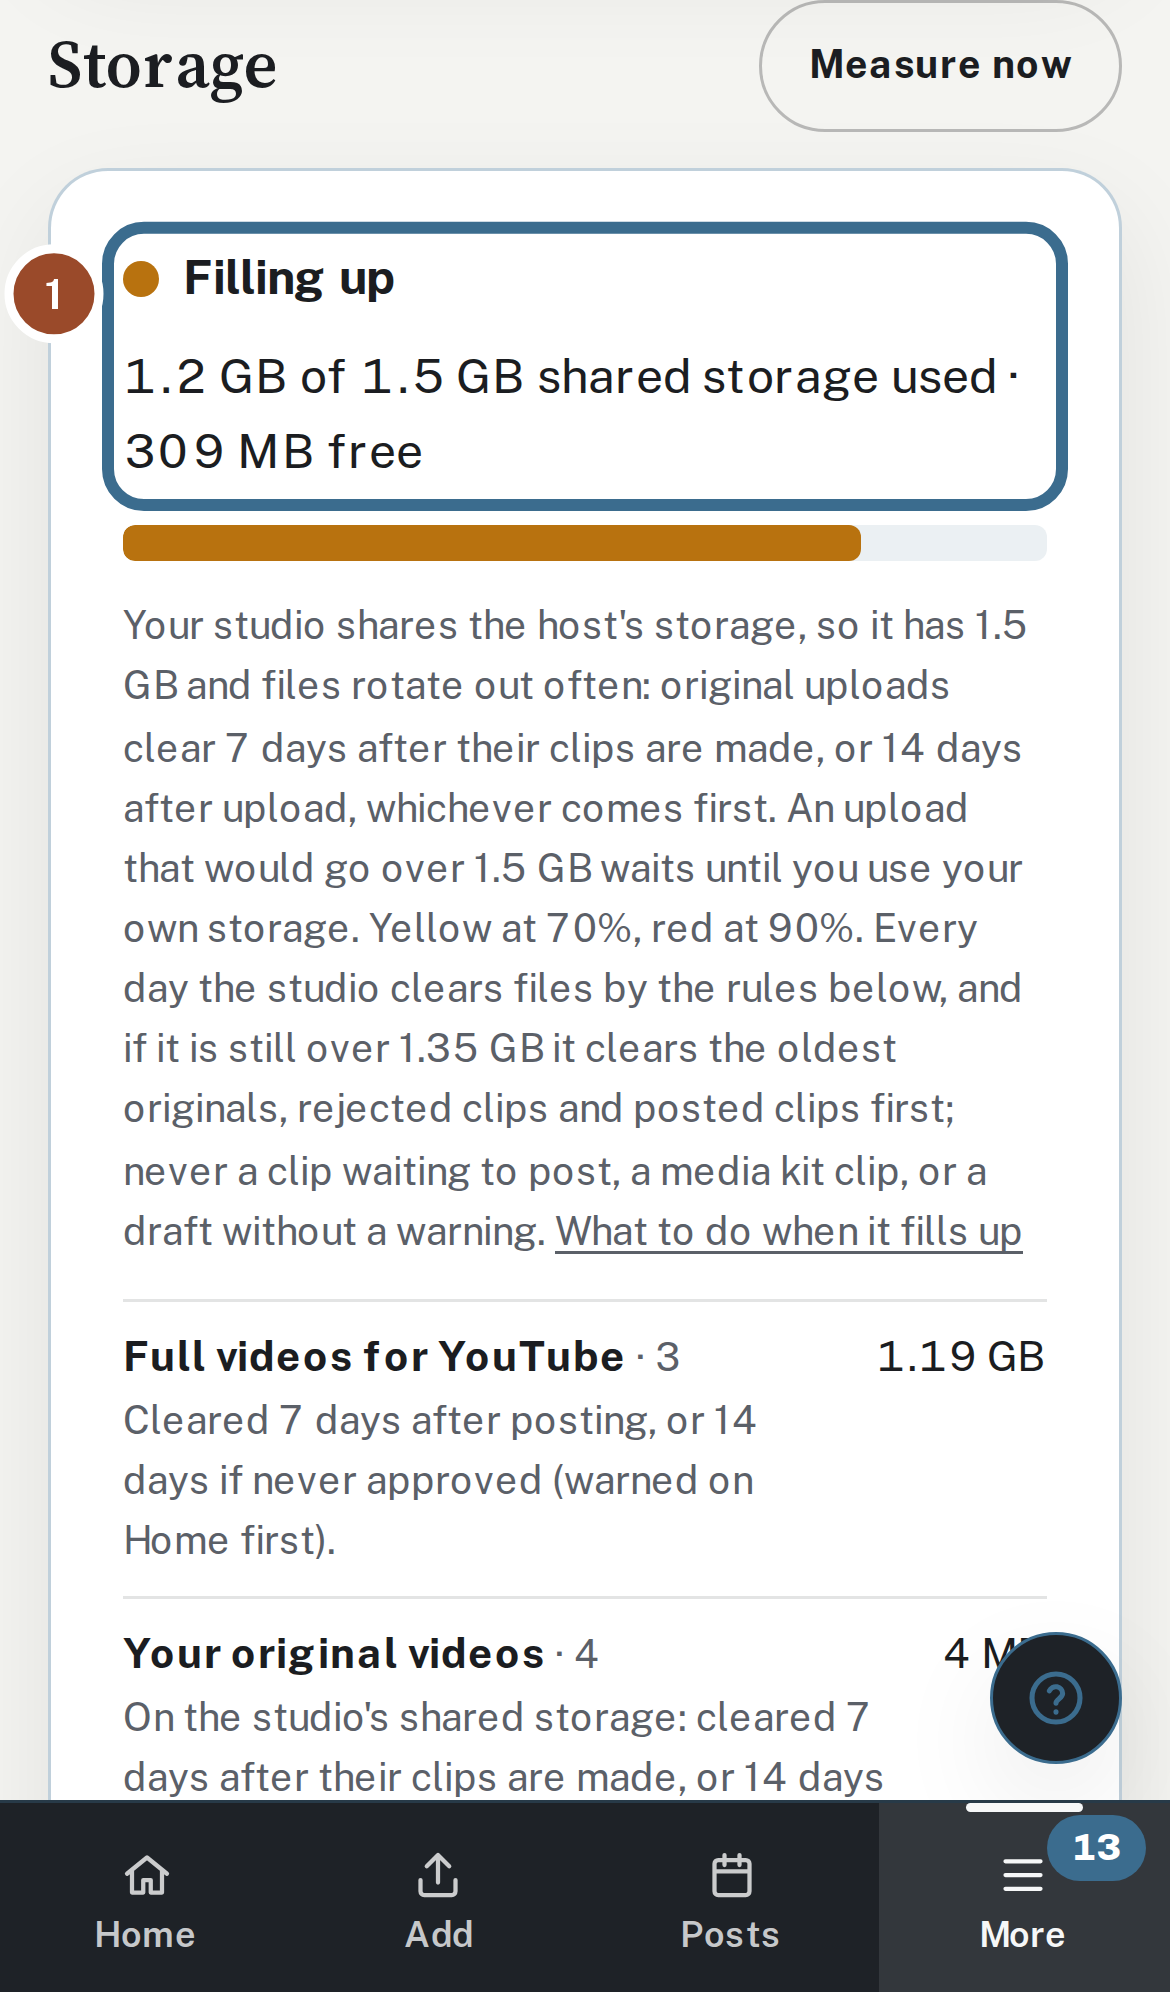 Storage
Measure now
1
Filling up
1.2 GB of 1.5 GB shared storage used ·
309 MB free
Your studio shares the host's storage, so it has 1.5
GB and files rotate out often: original uploads
clear 7 days after their clips are made, or 14 days
after upload, whichever comes first. An upload
that would go over 1.5 GB waits until you use your
own storage. Yellow at 70%, red at 90%. Every
day the studio clears files by the rules below, and
if it is still over 1.35 GB it clears the oldest
originals, rejected clips and posted clips first;
never a clip waiting to post, a media kit clip, or a
draft without a warning. What to do when it fills up
Full videos for YouTube · 3
1.19 GB
Cleared 7 days after posting, or 14
days if never approved (warned on
Home first).
Your original videos · 4
4
On the studio's shared storage: cleared 7
days after their clips are made, or 14 days
13
Home
Add
Posts
More